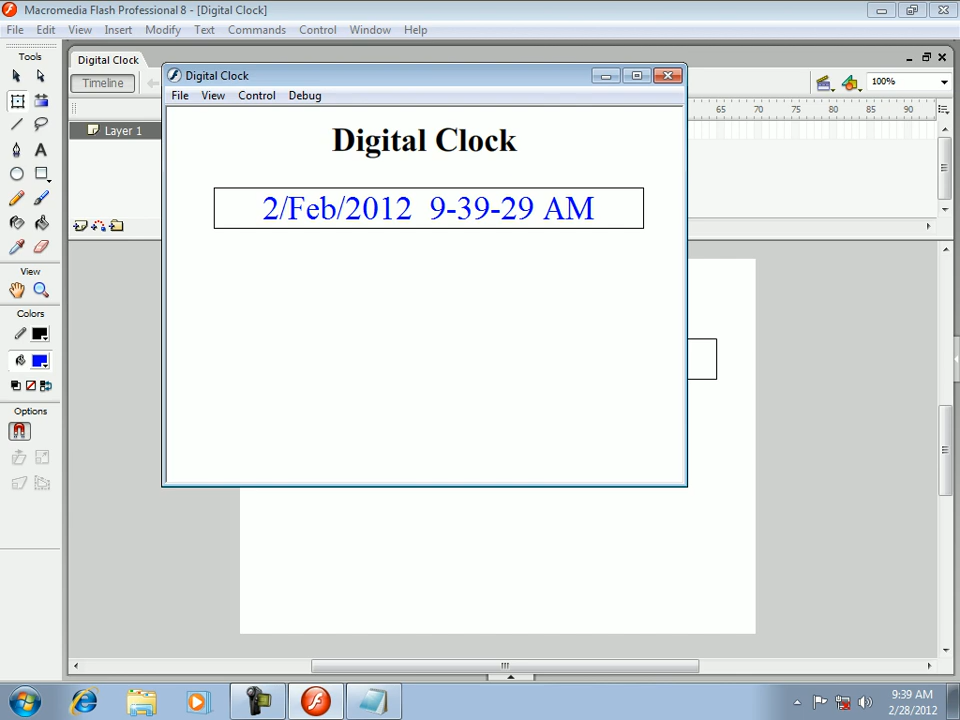 Macromedia Flash Professional 8 - [Digital Clock]
File Edit View Insert Modify Text Commands Control Window Help
Tools
Digital Clock
Timeline
Digital Clock
100%
File View Control Debug
65 70 75 80 85 90
Layer 1
Digital Clock
2/Feb/2012 9-39-29 AM
View
Colors
Options
9:39 AM
2/28/2012